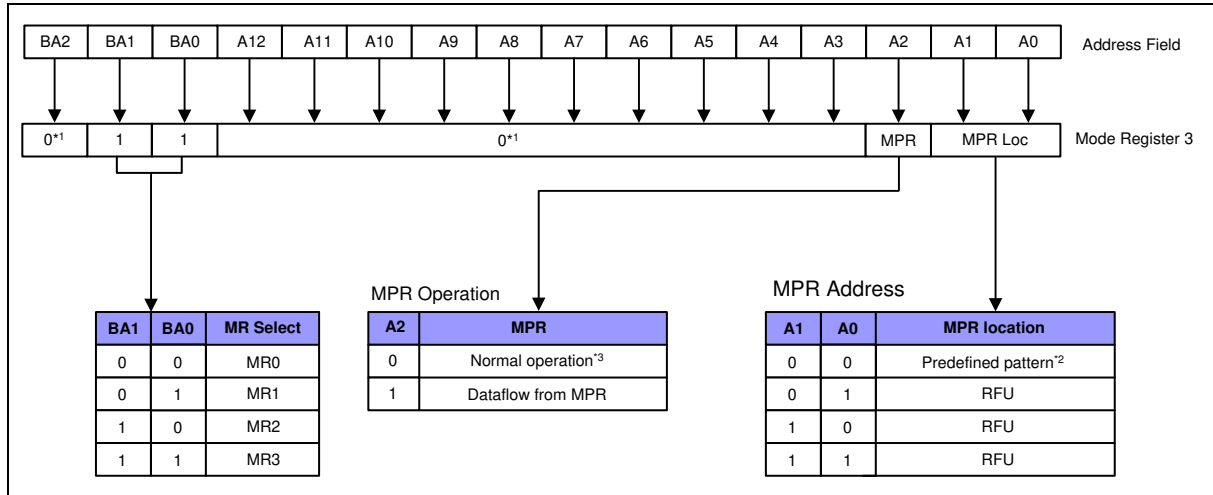 BA2 BA1 BA0 A12 A11 A10 A9 A8 A7 A6 A5 A4 A3 A2 A1 A0 Address Field
0*1 1 1 0*1 MPR MPR Loc Mode Register 3
MPR Operation MPR Address
BA1 BA0 MR Select A2 MPR A1 A0 MPR location
0 0 MR0 0 Normal operation*3 0 0 Predefined pattern*2
0 1 MR1 1 Dataflow from MPR 0 1 RFU
1 0 MR2 1 0 RFU
1 1 MR3 1 1 RFU